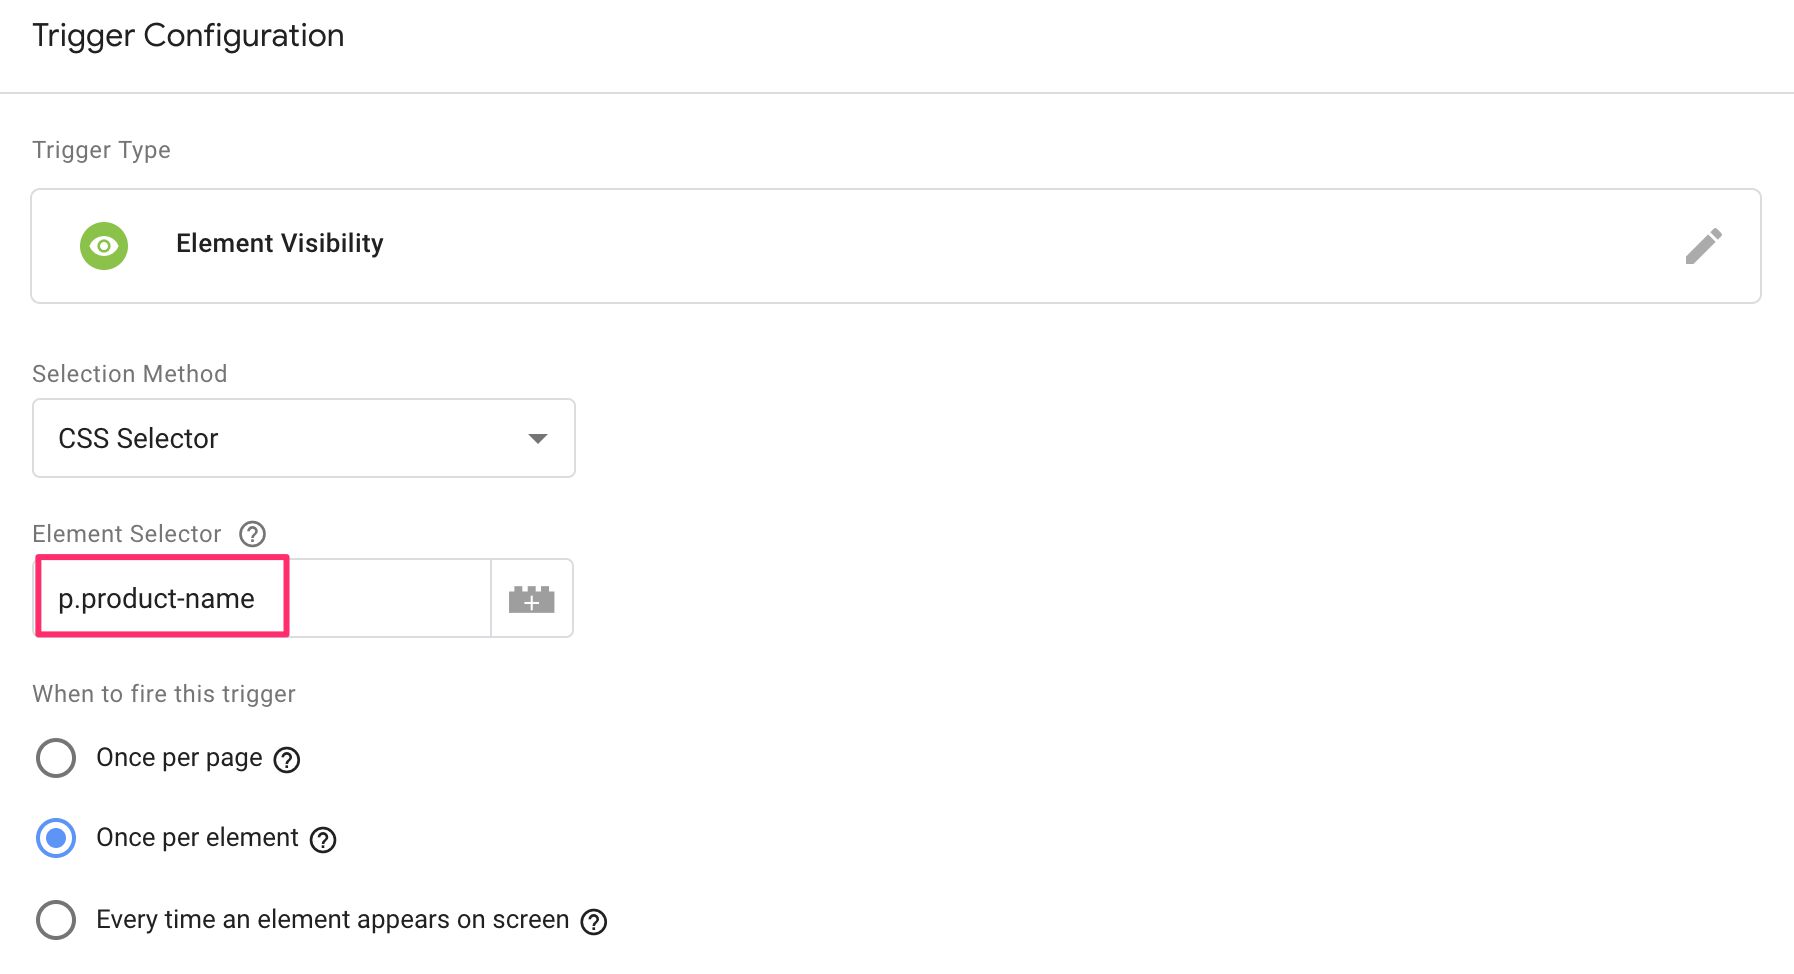 Trigger Configuration
Trigger Type
Element Visibility
Selection Method
CSS Selector
Element Selector ?
p.product-name
When to fire this trigger
Once per page ?
Once per element ?
Every time an element appears on screen ?